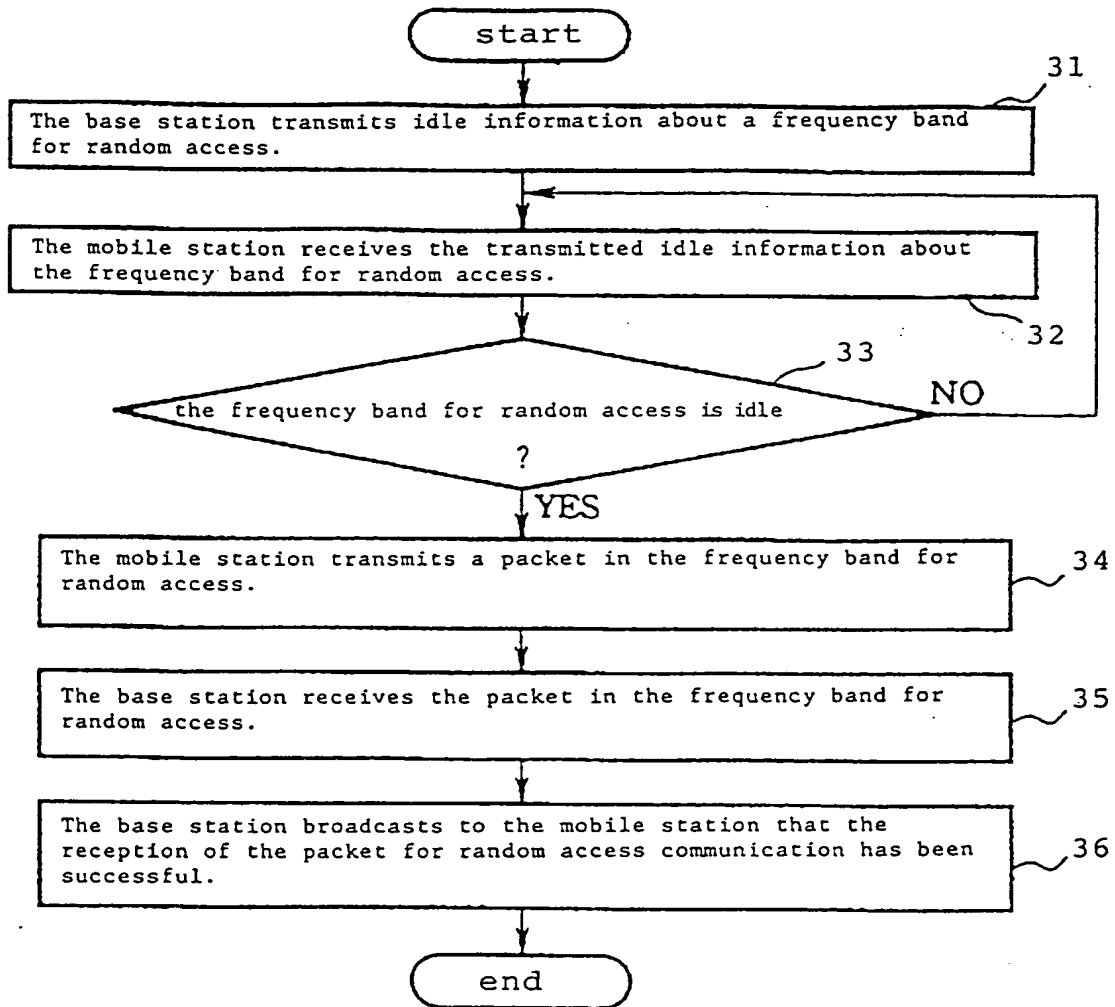 start
31
The base station transmits idle information about a frequency band
for random access.
The mobile station receives the transmitted idle information about
the frequency band for random access.
32
33
the frequency band for random access is idle
?
NO
YES
The mobile station transmits a packet in the frequency band for
random access.
34
The base station receives the packet in the frequency band for
random access.
35
The base station broadcasts to the mobile station that the
reception of the packet for random access communication has been
successful.
36
end